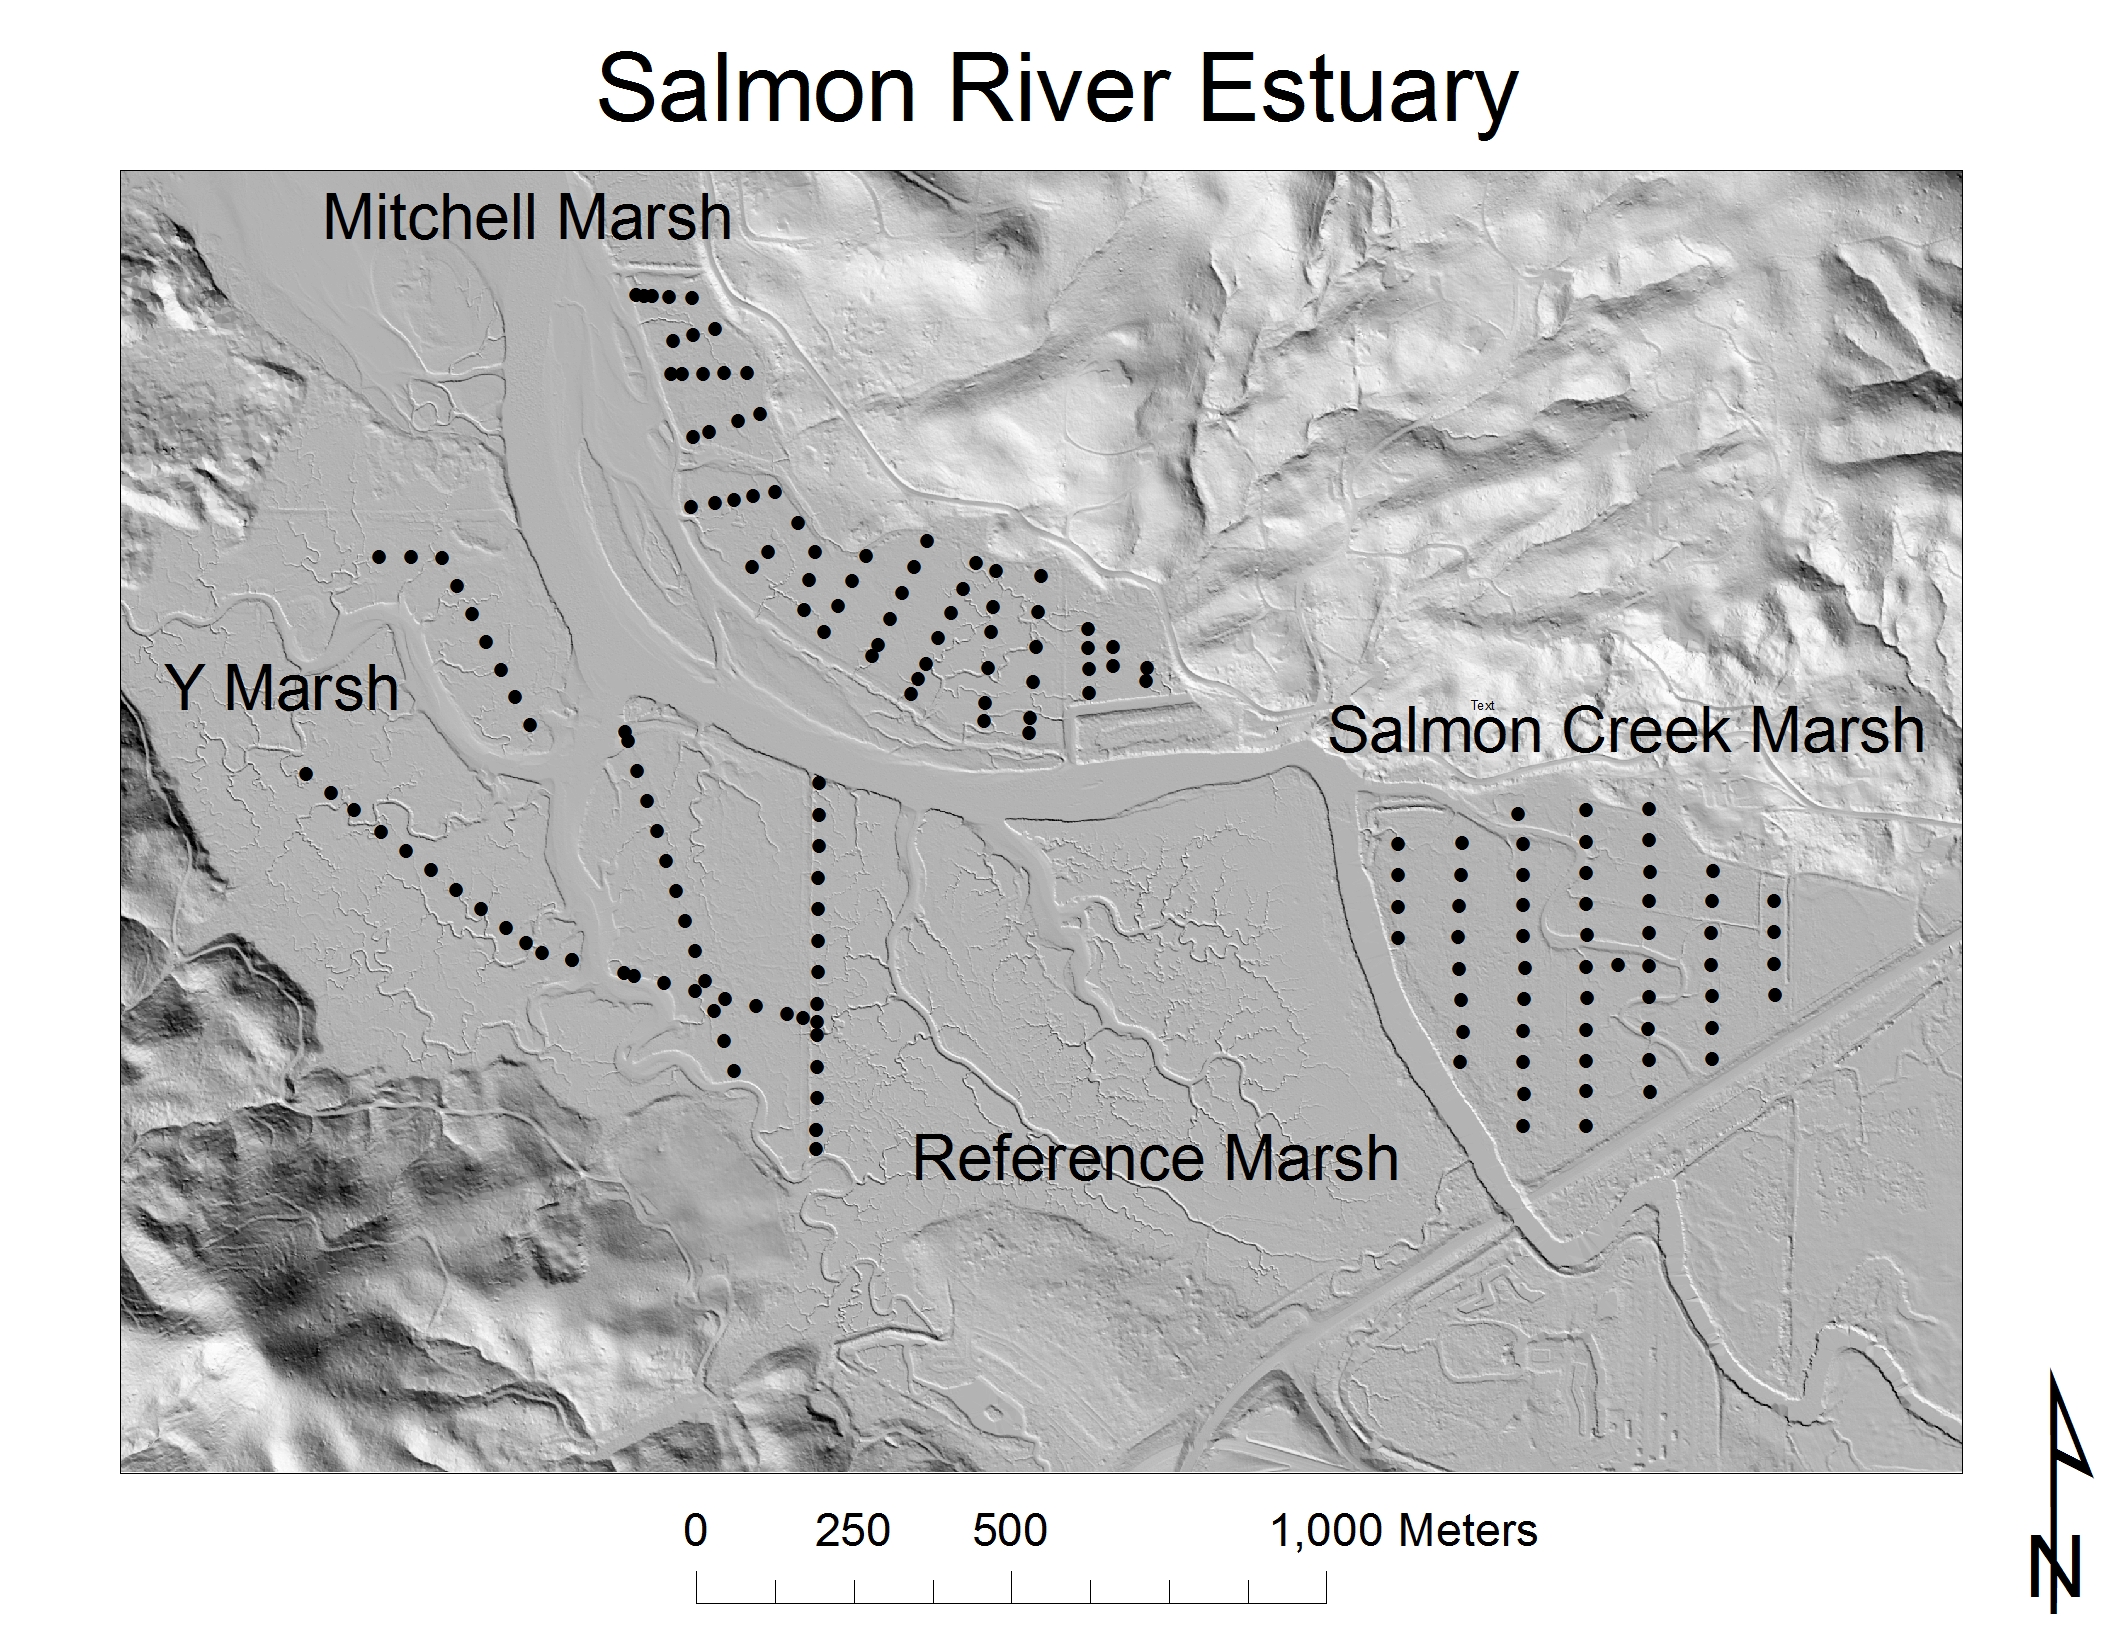 Salmon River Estuary
Mitchell Marsh
Y Marsh
Text
Salmon Creek Marsh
Reference Marsh
0 250 500 1,000 Meters
N